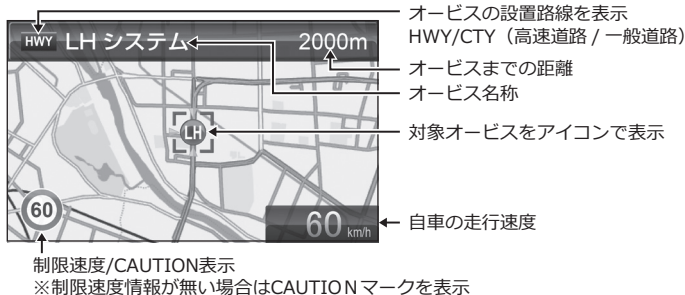 オービスの設置路線を表示
HWY/CTY（高速道路 / 一般道路）
HWY LH システム 2000m
オービスまでの距離
オービス名称
LH
対象オービスをアイコンで表示
60
60 km/h
自車の走行速度
制限速度/CAUTION表示
※制限速度情報が無い場合はCAUTIONマークを表示